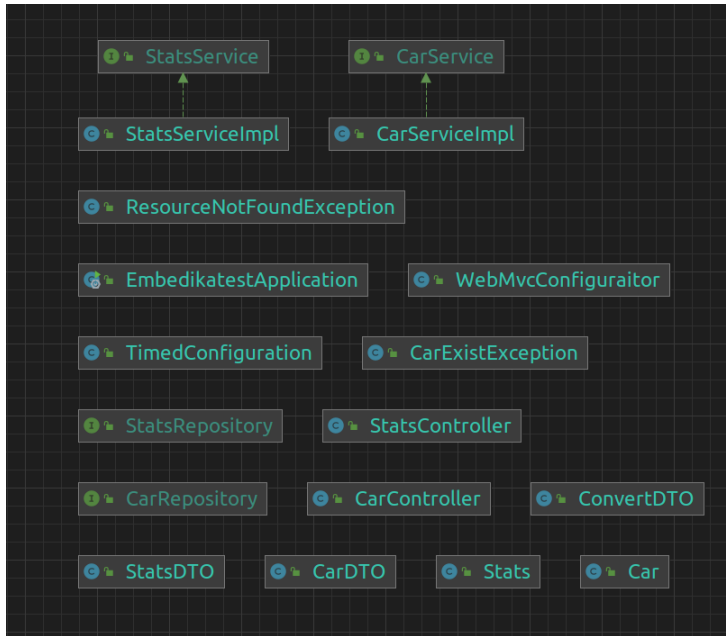 StatsService CarService
StatsServiceImpl CarServiceImpl
ResourceNotFoundException
EmbedikatestApplication WebMvcConfiguraitor
TimedConfiguration CarExistException
StatsRepository StatsController
CarRepository CarController ConvertDTO
StatsDTO CarDTO Stats Car